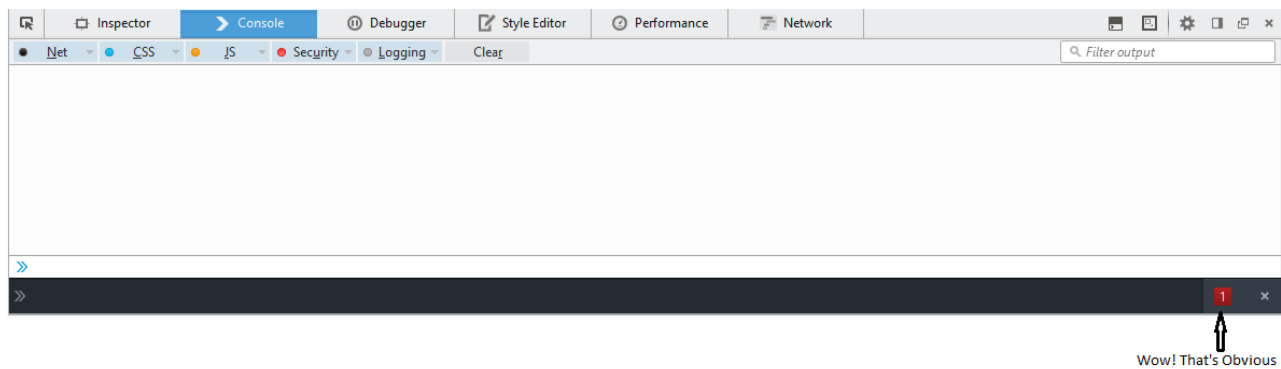 Inspector Console Debugger Style Editor Performance Network
Net CSS JS Security Logging Clear Filter output
1
Wow! That's Obvious